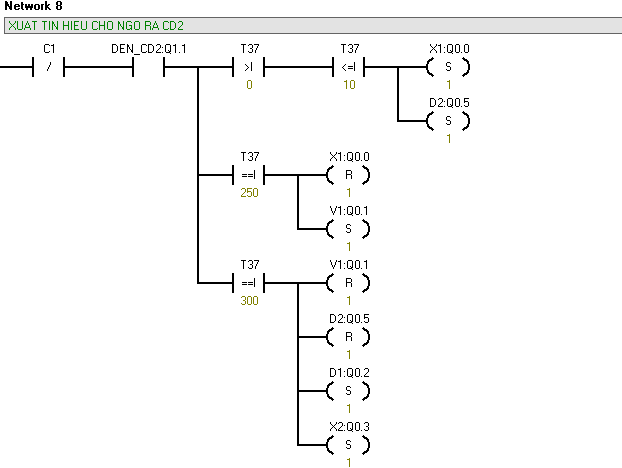 Network 8
XUAT TIN HIEU CHO NGO RA CD2
C1 DEN_CD2:Q1.1 T37 T37 X1:Q0.0
/ >I <=I S
0 10 1
D2:Q0.5
S
1
T37 X1:Q0.0
==I R
250 1
V1:Q0.1
S
1
T37 V1:Q0.1
==I R
300 1
D2:Q0.5
R
1
D1:Q0.2
S
1
X2:Q0.3
S
1